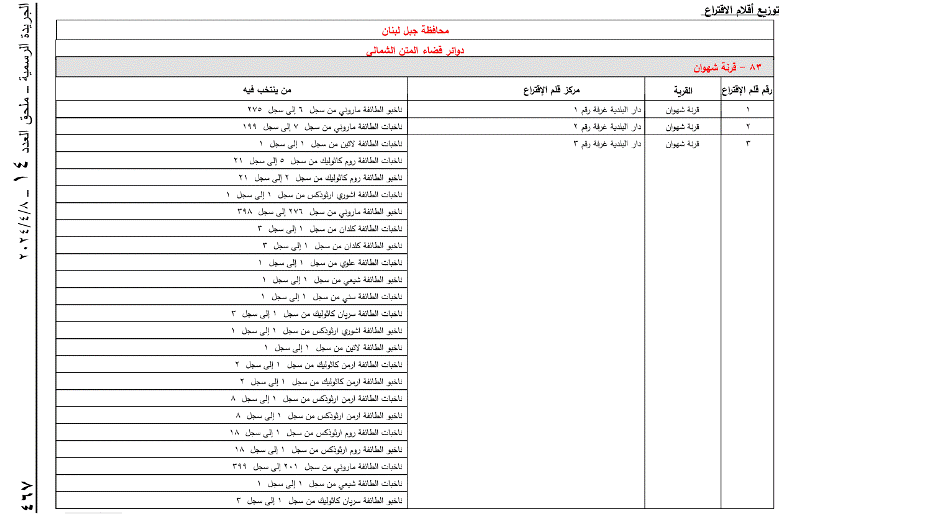 توزيع أقلام الاقتراع
محافظة جبل لبنان
دوائر قضاء المتن الشمالي
٨٣ - قرنة شهوان
رقم قلم الإقتراع القرية مركز قلم الإقتراع من ينتخب فيه
١ قرنة شهوان دار البلدية غرفة رقم ١ ناخبو الطائفة ماروني من سجل ٦ إلى سجل ٢٧٥
٢ قرنة شهوان دار البلدية غرفة رقم ٢ ناخبات الطائفة ماروني من سجل ٧ إلى سجل ١٩٩
٣ قرنة شهوان دار البلدية غرفة رقم ٣ ناخبات الطائفة لاتين من سجل ١ إلى سجل ١
ناخبات الطائفة روم كاثوليك من سجل ٥ إلى سجل ٢١
ناخبو الطائفة روم كاثوليك من سجل ٢ إلى سجل ٢١
ناخبات الطائفة اشوري ارثوذكس من سجل ١ إلى سجل ١
ناخبو الطائفة ماروني من سجل ٢٧٦ إلى سجل ٣٩٨
ناخبات الطائفة كلدان من سجل ١ إلى سجل ٣
ناخبو الطائفة كلدان من سجل ١ إلى سجل ٣
ناخبات الطائفة علوي من سجل ١ إلى سجل ١
ناخبو الطائفة شيعي من سجل ١ إلى سجل ١
ناخبات الطائفة سني من سجل ١ إلى سجل ١
ناخبات الطائفة سريان كاثوليك من سجل ١ إلى سجل ٣
ناخبو الطائفة اشوري ارثوذكس من سجل ١ إلى سجل ١
ناخبو الطائفة لاتين من سجل ١ إلى سجل ١
ناخبات الطائفة ارمن كاثوليك من سجل ١ إلى سجل ٢
ناخبو الطائفة ارمن كاثوليك من سجل ١ إلى سجل ٢
ناخبات الطائفة ارمن ارثوذكس من سجل ١ إلى سجل ٨
ناخبو الطائفة ارمن ارثوذكس من سجل ١ إلى سجل ٨
ناخبات الطائفة روم ارثوذكس من سجل ١ إلى سجل ١٨
ناخبو الطائفة روم ارثوذكس من سجل ١ إلى سجل ١٨
ناخبات الطائفة ماروني من سجل ٢٠١ إلى سجل ٣٩٩
ناخبات الطائفة شيعي من سجل ١ إلى سجل ١
ناخبو الطائفة سريان كاثوليك من سجل ١ إلى سجل ٣
الجريدة الرسمية – ملحق العدد ١٤ – ٢٠٢٤/٤/٨
٤٦٧